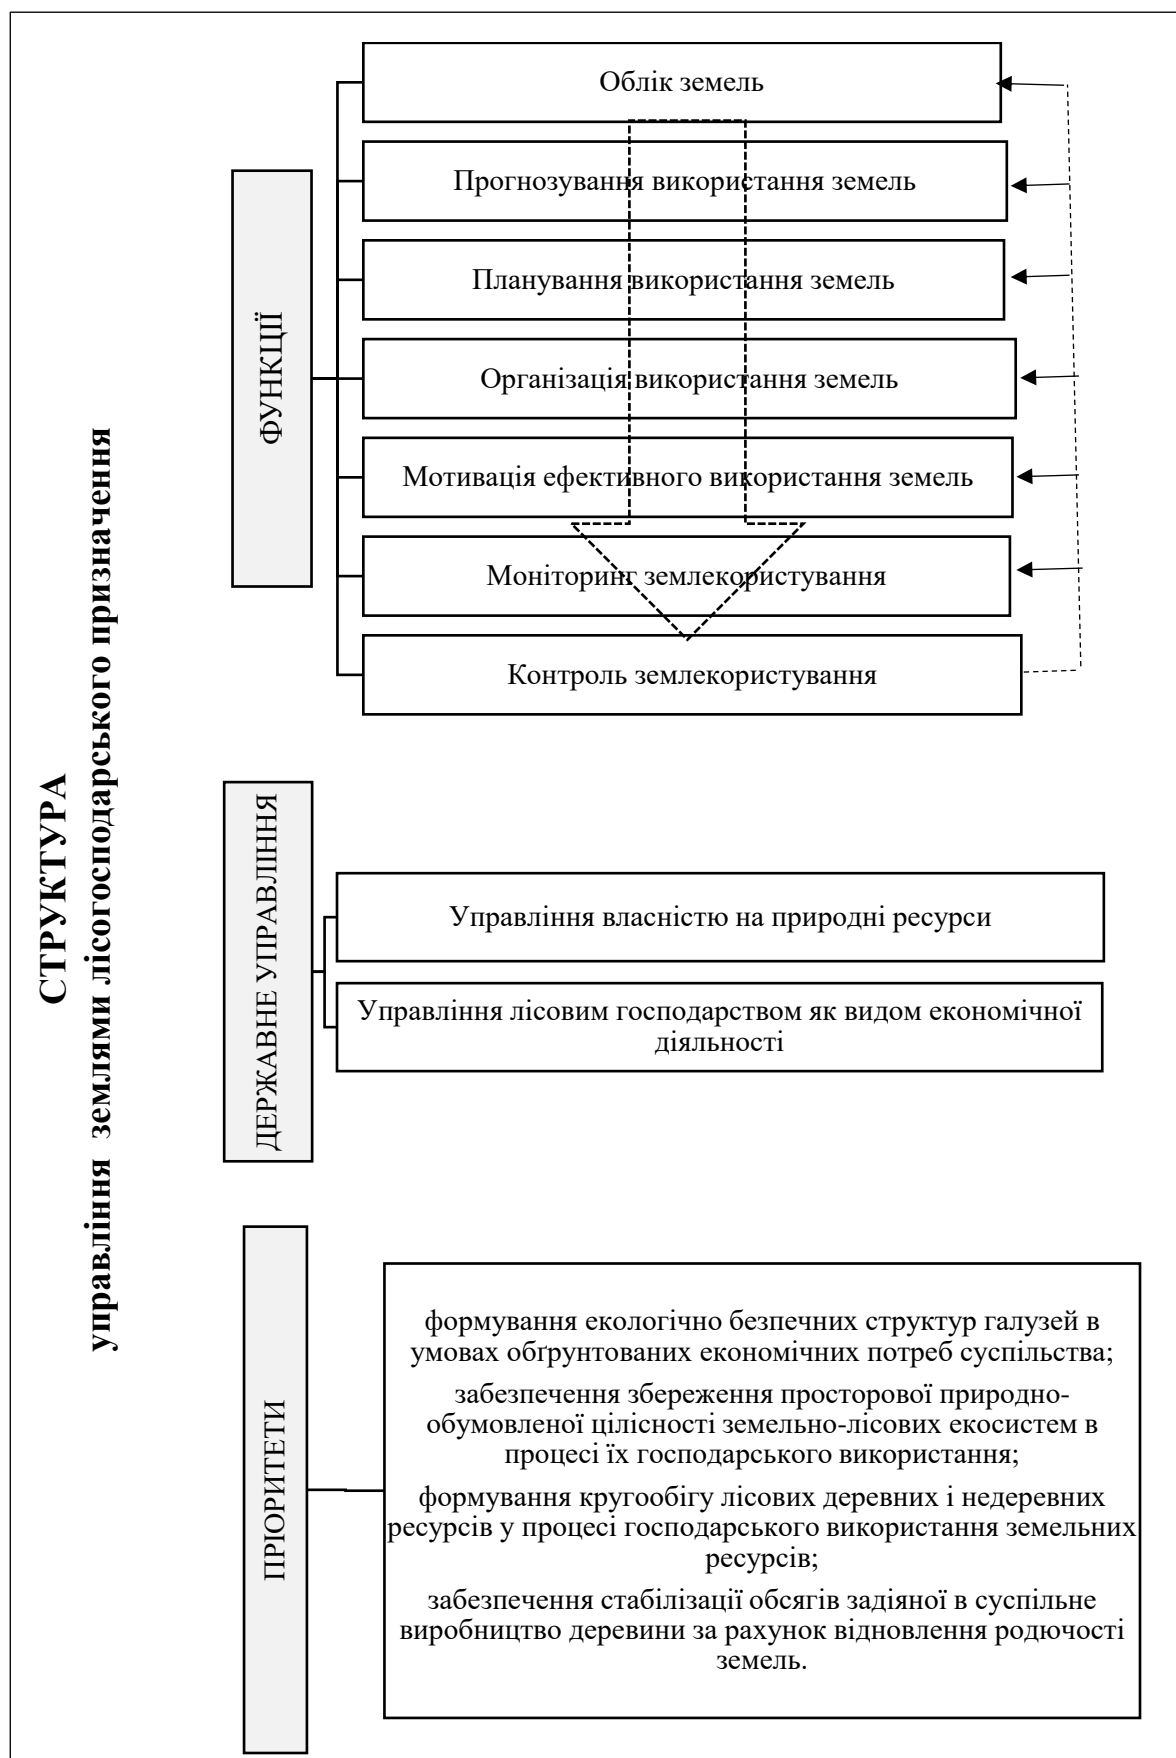 СТРУКТУРА
управління землями лісогосподарського призначення
ФУНКЦІЇ
Облік земель
Прогнозування використання земель
Планування використання земель
Організація використання земель
Мотивація ефективного використання земель
Моніторинг землекористування
Контроль землекористування
ДЕРЖАВНЕ УПРАВЛІННЯ
Управління власністю на природні ресурси
Управління лісовим господарством як видом економічної
діяльності
ПРІОРИТЕТИ
формування екологічно безпечних структур галузей в
умовах обґрунтованих економічних потреб суспільства;
забезпечення збереження просторової природно-
обумовленої цілісності земельно-лісових екосистем в
процесі їх господарського використання;
формування кругообігу лісових деревних і недеревних
ресурсів у процесі господарського використання земельних
ресурсів;
забезпечення стабілізації обсягів задіяної в суспільне
виробництво деревини за рахунок відновлення родючості
земель.